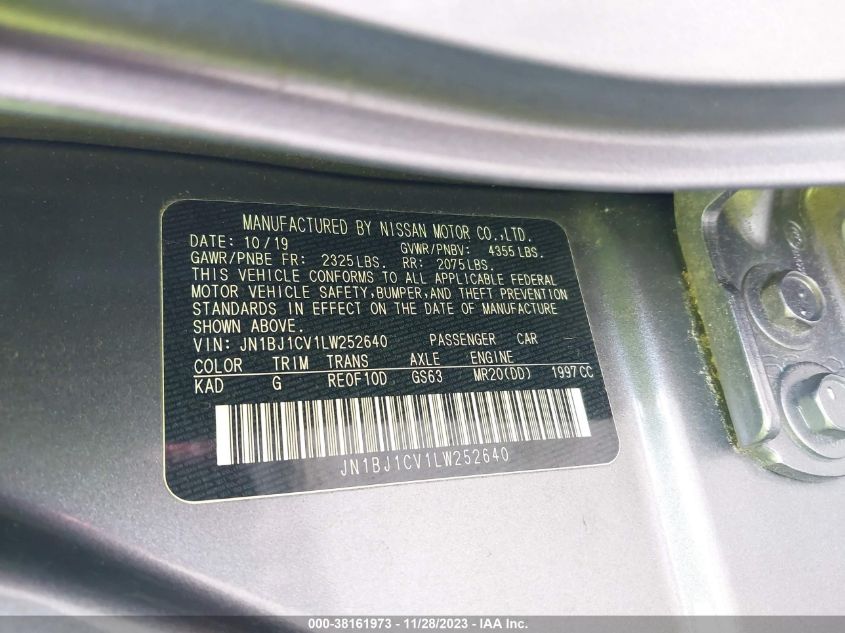 MANUFACTURED BY NISSAN MOTOR CO.,LTD.
DATE: 10/19 GVWR/PNBV: 4355 LBS.
GAWR/PNBE FR: 2325 LBS. RR: 2075 LBS.
THIS VEHICLE CONFORMS TO ALL APPLICABLE FEDERAL
MOTOR VEHICLE SAFETY,BUMPER,AND THEFT PREVENTION
STANDARDS IN EFFECT ON THE DATE OF MANUFACTURE
SHOWN ABOVE.
VIN: JN1BJ1CV1LW252640 PASSENGER CAR
COLOR TRIM TRANS AXLE ENGINE
KAD G RE0F10D GS63 MR20(DD) 1997 CC
JN1BJ1CV1LW252640
000-38161973 - 11/28/2023 - IAA Inc.